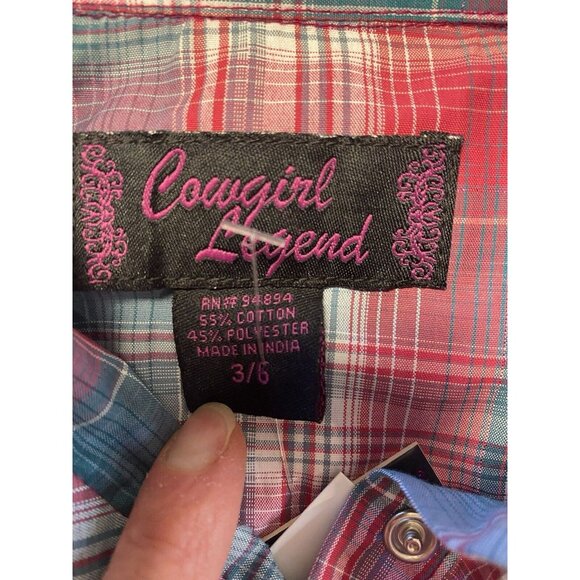 Cowgirl
Legend
RN# 94894
55% COTTON
45% POLYESTER
MADE IN INDIA
3/6